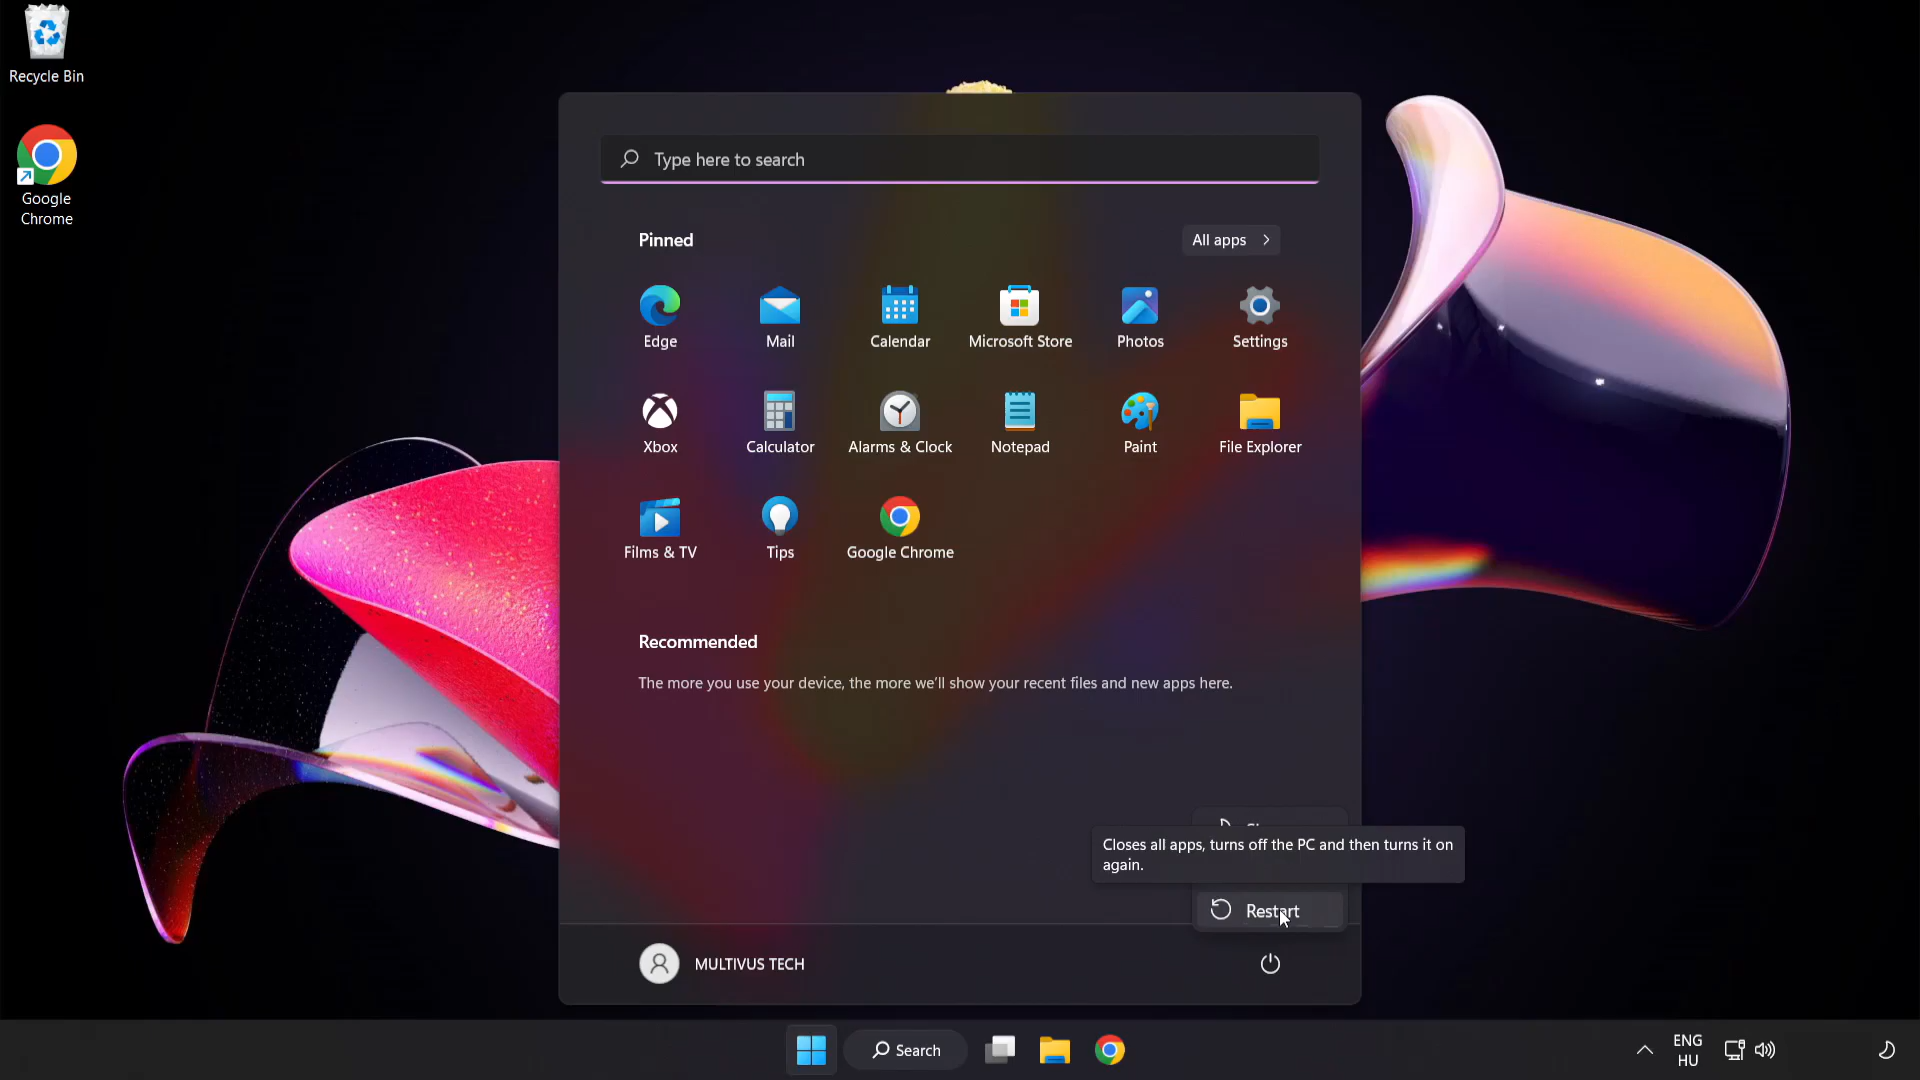 Recycle Bin
Google
Chrome
Type here to search
Pinned
All apps
Edge
Mail
Calendar
Microsoft Store
Photos
Settings
Xbox
Calculator
Alarms & Clock
Notepad
Paint
File Explorer
Films & TV
Tips
Google Chrome
Recommended
The more you use your device, the more we'll show your recent files and new apps here.
Closes all apps, turns off the PC and then turns it on
again.
Restart
MULTIVUS TECH
Search
ENG
HU